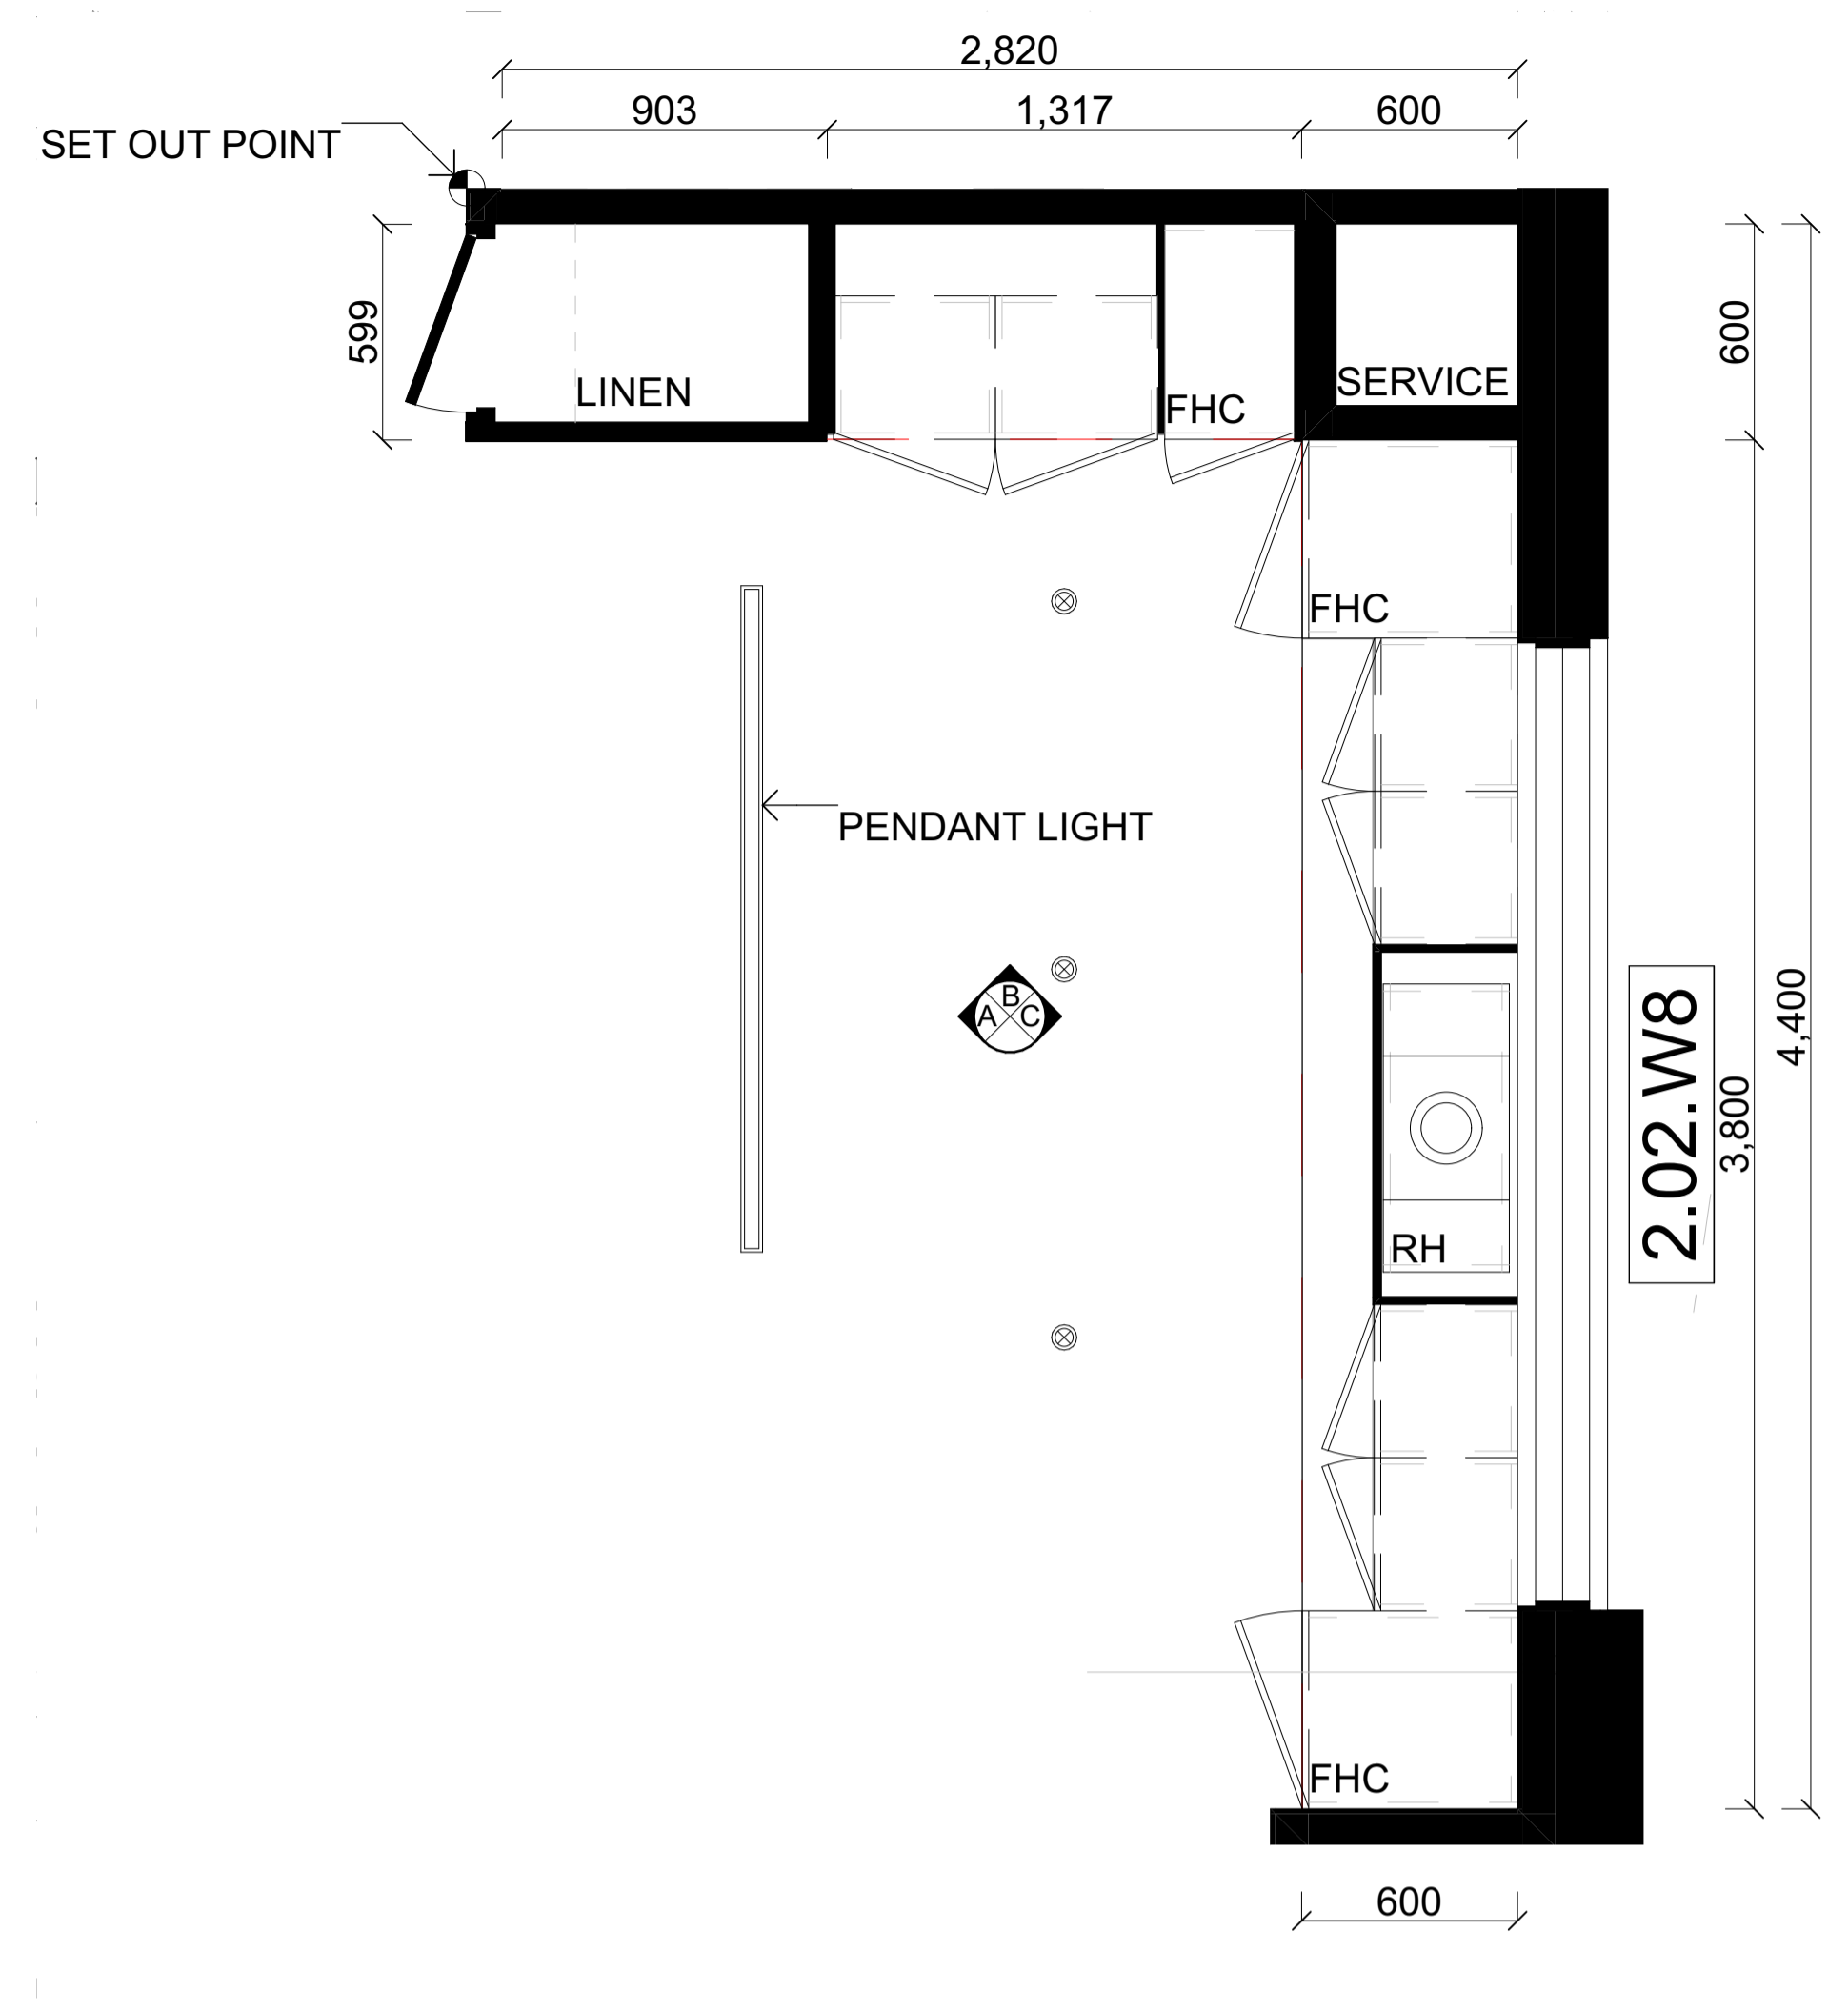 2,820
903
1,317
600
SET OUT POINT
599
600
LINEN
FHC
SERVICE
FHC
PENDANT LIGHT
B
A
C
2.02.W8
3,800
4,400
RH
FHC
600